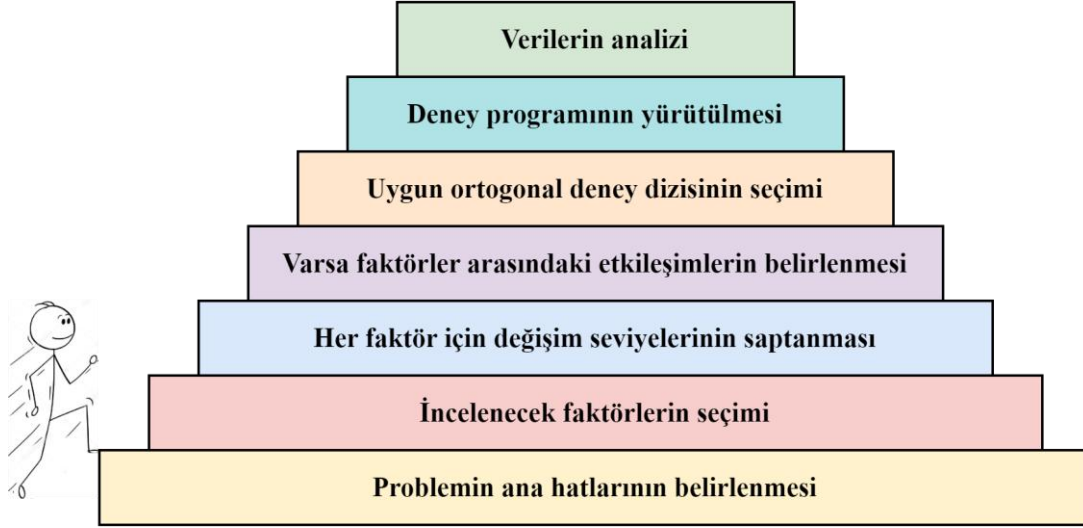 Verilerin analizi
Deney programının yürütülmesi
Uygun ortogonal deney dizisinin seçimi
Varsa faktörler arasındaki etkileşimlerin belirlenmesi
Her faktör için değişim seviyelerinin saptanması
İncelenecek faktörlerin seçimi
Problemin ana hatlarının belirlenmesi